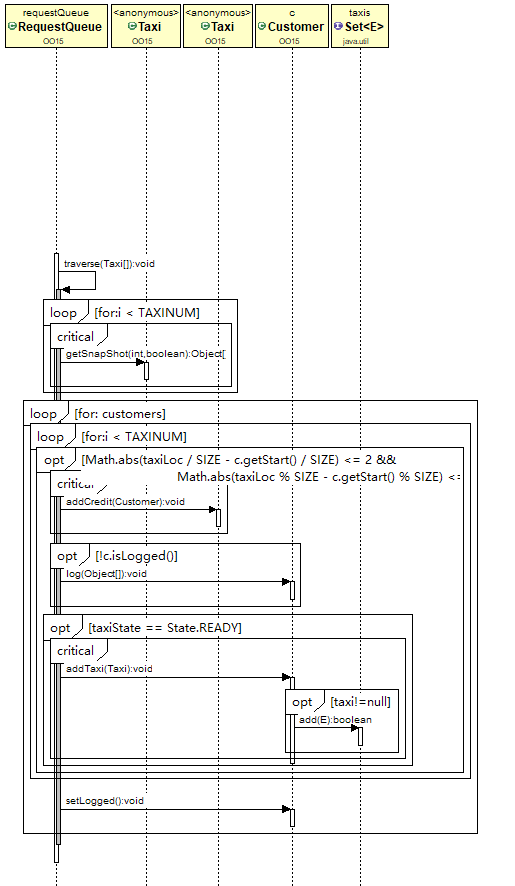 requestQueue <anonymous> <anonymous> c taxis
RequestQueue Taxi Taxi Customer Set<E>
OO15 OO15 OO15 OO15 java.util
traverse(Taxi[]):void
loop [for:i < TAXINUM]
critical
getSnapShot(int,boolean):Object[
loop [for: customers]
loop [for:i < TAXINUM]
opt [Math.abs(taxiLoc / SIZE - c.getStart() / SIZE) <= 2 &&
Math.abs(taxiLoc % SIZE - c.getStart() % SIZE) <=
critical
addCredit(Customer):void
opt [!c.isLogged()]
log(Object[]):void
opt [taxiState == State.READY]
critical
addTaxi(Taxi):void
opt [taxi!=null]
add(E):boolean
setLogged():void